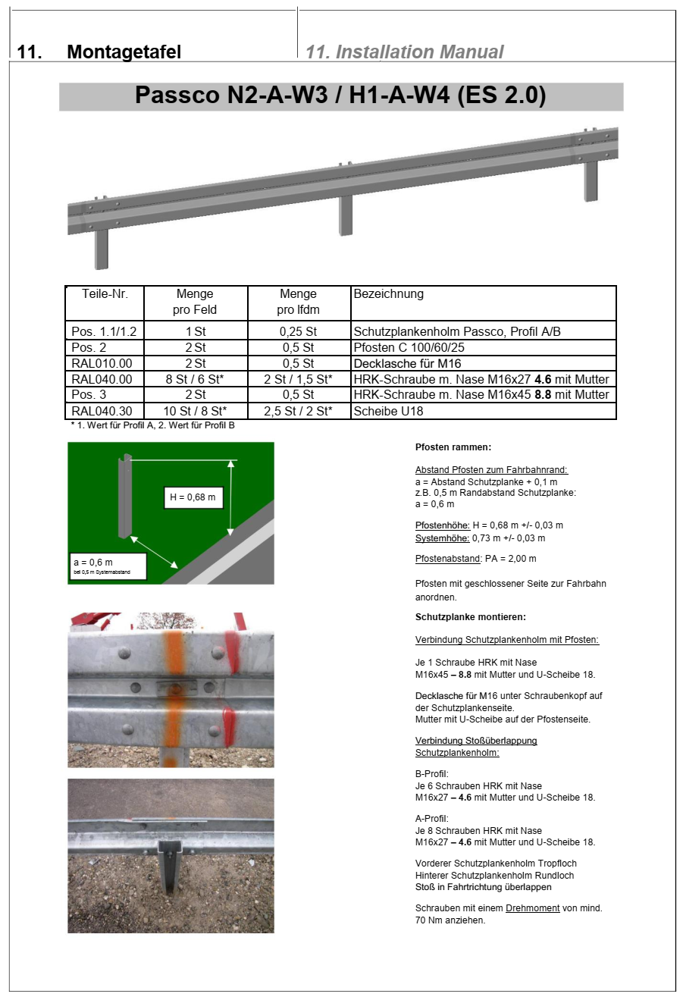 11. Montagetafel
11. Installation Manual
Passco N2-A-W3 / H1-A-W4 (ES 2.0)
Teile-Nr. Menge pro Feld Menge pro lfdm Bezeichnung
Pos. 1.1/1.2 1 St 0,25 St Schutzplankenholm Passco, Profil A/B
Pos. 2 2 St 0,5 St Pfosten C 100/60/25
RAL010.00 2 St 0,5 St Decklasche für M16
RAL040.00 8 St / 6 St* 2 St / 1,5 St* HRK-Schraube m. Nase M16x27 4.6 mit Mutter
Pos. 3 2 St 0,5 St HRK-Schraube m. Nase M16x45 8.8 mit Mutter
RAL040.30 10 St / 8 St* 2,5 St / 2 St* Scheibe U18
* 1. Wert für Profil A, 2. Wert für Profil B
H = 0,68 m
a = 0,6 m
bei 0,5 m Systemabstand
Pfosten rammen:
Abstand Pfosten zum Fahrbahnrand:
a = Abstand Schutzplanke + 0,1 m
z.B. 0,5 m Randabstand Schutzplanke:
a = 0,6 m
Pfostenhöhe: H = 0,68 m +/- 0,03 m
Systemhöhe: 0,73 m +/- 0,03 m
Pfostenabstand: PA = 2,00 m
Pfosten mit geschlossener Seite zur Fahrbahn
anordnen.
Schutzplanke montieren:
Verbindung Schutzplankenholm mit Pfosten:
Je 1 Schraube HRK mit Nase
M16x45 – 8.8 mit Mutter und U-Scheibe 18.
Decklasche für M16 unter Schraubenkopf auf
der Schutzplankenseite.
Mutter mit U-Scheibe auf der Pfostenseite.
Verbindung Stoßüberlappung
Schutzplankenholm:
B-Profil:
Je 6 Schrauben HRK mit Nase
M16x27 – 4.6 mit Mutter und U-Scheibe 18.
A-Profil:
Je 8 Schrauben HRK mit Nase
M16x27 – 4.6 mit Mutter und U-Scheibe 18.
Vorderer Schutzplankenholm Tropfloch
Hinterer Schutzplankenholm Rundloch
Stoß in Fahrtrichtung überlappen
Schrauben mit einem Drehmoment von mind.
70 Nm anziehen.